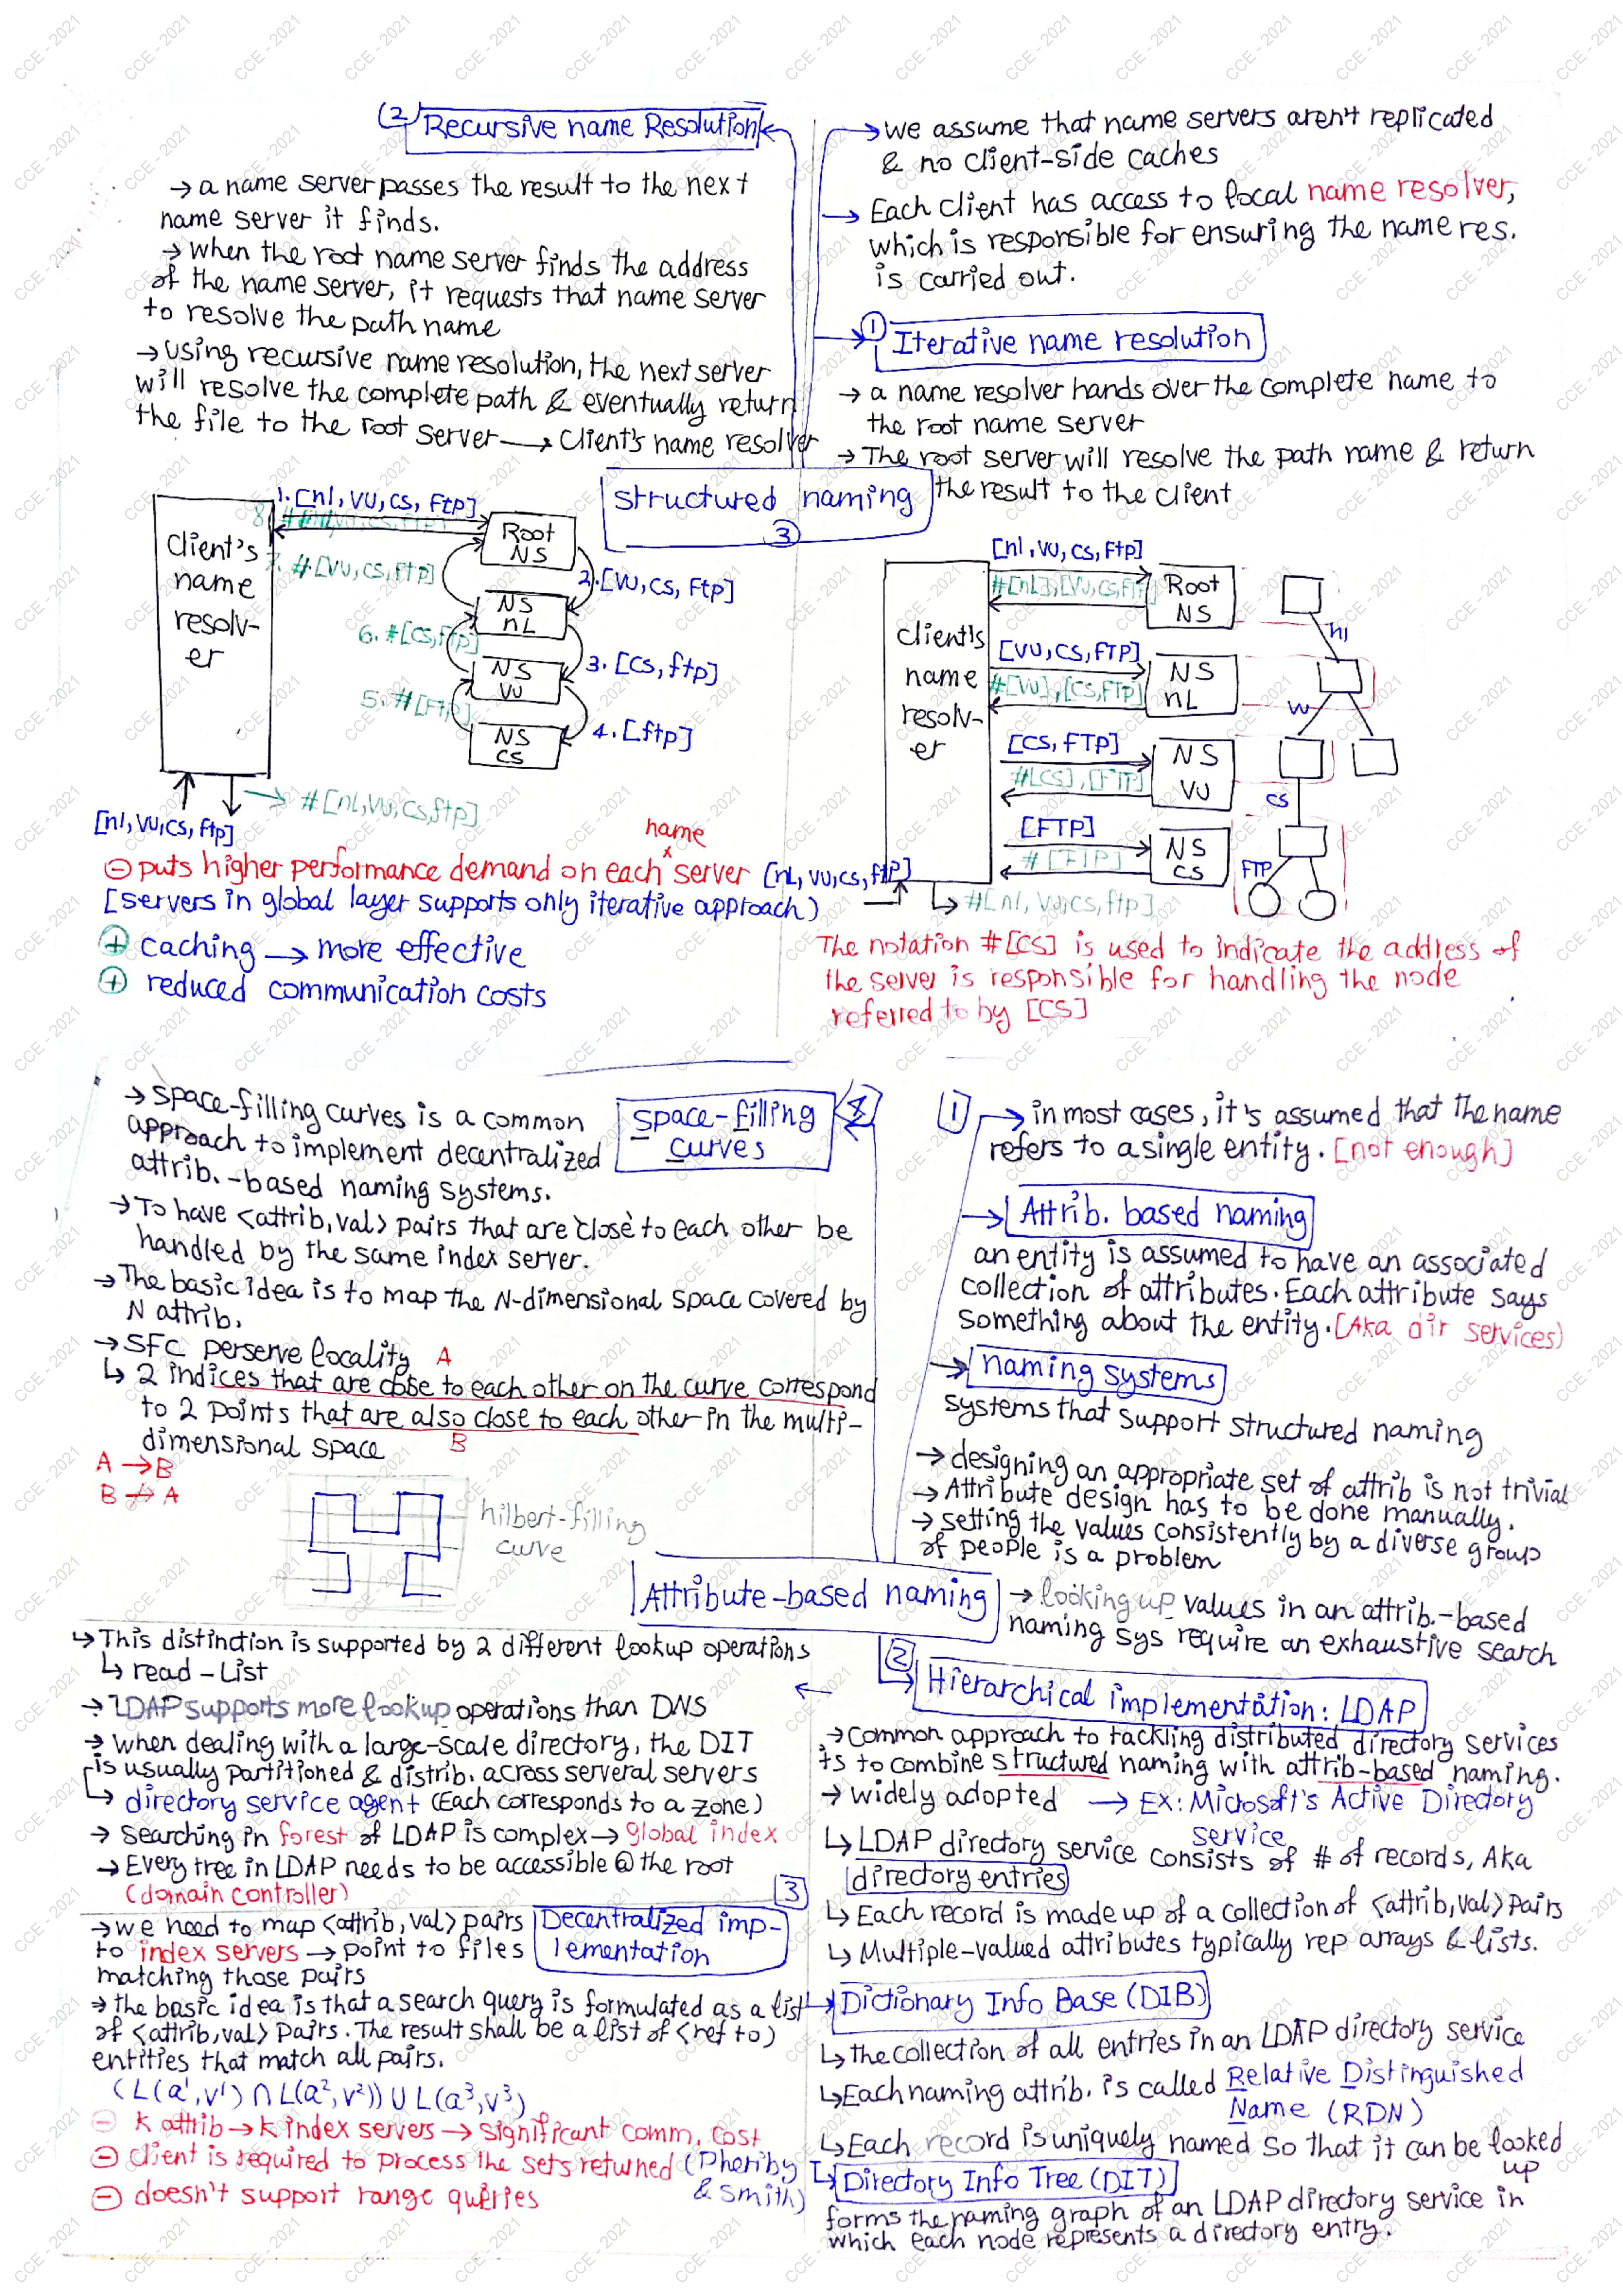 (2) Recursive name Resolution
→ a name server passes the result to the next
name server it finds.
→ when the root name server finds the address
of the name server, it requests that name server
to resolve the path name
→ using recursive name resolution, the next server
will resolve the complete path & eventually return
the file to the root server → client's name resolver
→ we assume that name servers aren't replicated
& no client-side caches
→ Each client has access to local name resolver,
which is responsible for ensuring the name res.
is carried out.
① Iterative name resolution
→ a name resolver hands over the complete name to
the root name server
→ The root server will resolve the path name & return
the result to the client
structured naming
③
1. [nl, VU, CS, Ftp]
client's
name
resolv-
er
Root
NS
7. #[VU, CS, ftp]
2. [VU, CS, Ftp]
NS
nL
6. #[CS, ftp]
3. [CS, ftp]
NS
VU
5. #[Ftp]
4. [ftp]
NS
CS
#[nl, VU, CS, ftp]
[nl, VU, CS, ftp]
⊖ puts higher performance demand on each name server
[servers in global layer supports only iterative approach)
⊕ caching → more effective
⊕ reduced communication costs
[nl, VU, CS, Ftp]
#[nL], [VU, CS, FTP]
Root
NS
client's
name
resolv-
er
[VU, CS, FTP]
#[VU], [CS, FTP]
NS
nL
[CS, FTP]
#[CS], [FTP]
NS
VU
[FTP]
#[FTP]
NS
CS
nl
VU
CS
FTP
[nL, VU, CS, ftp]
#[nl, VU, CS, ftp]
The notation #[CS] is used to indicate the address of
the server is responsible for handling the node
referred to by [CS]
space-filling
curves
4
→ space-filling curves is a common
approach to implement decentralized
attrib.-based naming systems.
→ To have <attrib, val> pairs that are close to each other be
handled by the same index server.
→ The basic idea is to map the N-dimensional space covered by
N attrib.
→ SFC perserve locality A
↳ 2 indices that are close to each other on the curve correspond
to 2 points that are also close to each other in the multi-
dimensional space B
A → B
B ↛ A
hilbert-filling
curve
1
→ in most cases, it's assumed that the name
refers to a single entity. [not enough]
→ Attrib. based naming
an entity is assumed to have an associated
collection of attributes. Each attribute says
something about the entity. [Aka dir services)
→ naming systems
systems that support structured naming
→ designing an appropriate set of attrib is not trivial
→ Attribute design has to be done manually.
→ setting the values consistently by a diverse group
of people is a problem
Attribute-based naming
→ looking up values in an attrib.-based
naming sys require an exhaustive search
↳ This distinction is supported by 2 different lookup operations
↳ read - List
→ LDAP supports more lookup operations than DNS
→ when dealing with a large-scale directory, the DIT
is usually partitioned & distrib. across serveral servers
↳ directory service agent (Each corresponds to a zone)
→ searching in forest of LDAP is complex → global index
→ Every tree in LDAP needs to be accessible @ the root
(domain controller)
3
Decentralized imp-
lementation
→ we need to map <attrib, val> pairs
to index servers → point to files
matching those pairs
→ the basic idea is that a search query is formulated as a list
of <attrib, val> pairs. The result shall be a list of <ref to)
entities that match all pairs.
(L(a¹,v¹) ∩ L(a²,v²)) ∪ L(a³,v³)
⊖ k attrib → k index servers → significant comm. cost
⊖ client is required to process the sets returned (Pheriby
& smith)
⊖ doesn't support range queries
2
Hierarchical implementation: LDAP
→ common approach to tackling distributed directory services
is to combine structured naming with attrib-based naming.
→ widely adopted → EX: Microsoft's Active Directory
service
↳ LDAP directory service consists of # of records, Aka
directory entries
↳ Each record is made up of a collection of <attrib, val> Pairs
↳ Multiple-valued attributes typically rep arrays & lists.
→ Dictionary Info Base (DIB)
↳ the collection of all entries in an LDAP directory service
↳ Each naming attrib. is called Relative Distinguished
Name (RDN)
↳ Each record is uniquely named so that it can be looked
up
↳ Directory Info Tree (DIT)
forms the naming graph of an LDAP directory service in
which each node represents a directory entry.
CCE - 2021